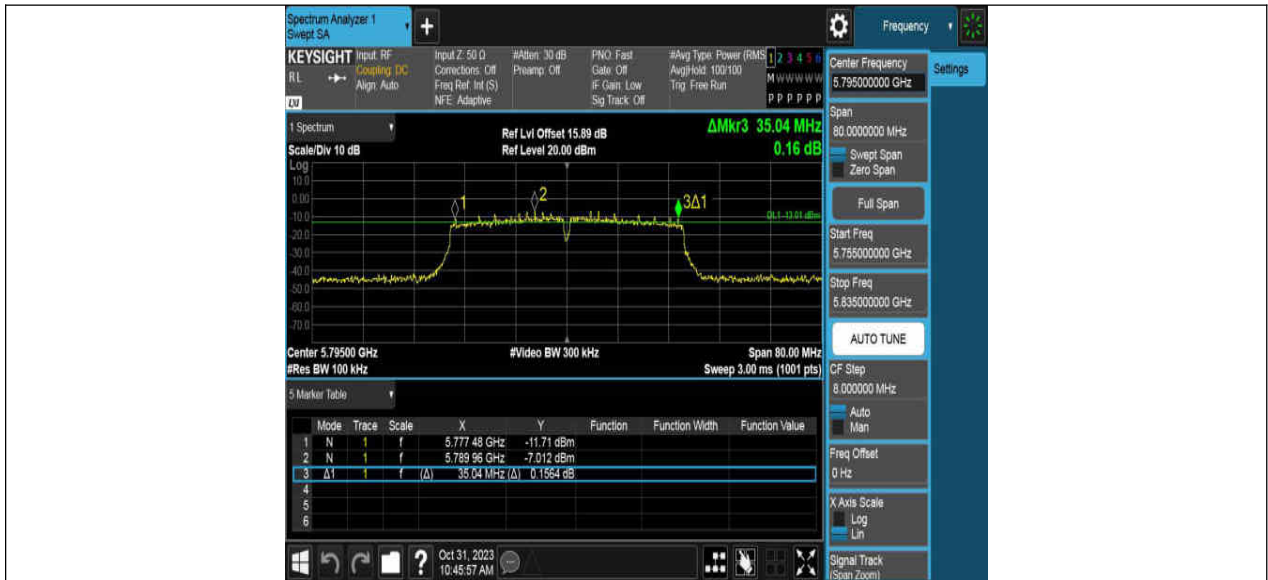 Spectrum Analyzer 1
Swept SA
+
Frequency
KEYSIGHT
RL
LXI
Input: RF
Coupling: DC
Align: Auto
Input Z: 50 Ω
Corrections: Off
Freq Ref: Int (S)
NFE: Adaptive
#Atten: 30 dB
Preamp: Off
PNO: Fast
Gate: Off
IF Gain: Low
Sig Track: Off
#Avg Type: Power (RMS
Avg|Hold: 100/100
Trig: Free Run
1 2 3 4 5 6
M W W W W W
P P P P P P
Center Frequency
5.795000000 GHz
Settings
Span
80.0000000 MHz
Swept Span
Zero Span
Full Span
Start Freq
5.755000000 GHz
Stop Freq
5.835000000 GHz
AUTO TUNE
CF Step
8.000000 MHz
Auto
Man
Freq Offset
0 Hz
X Axis Scale
Log
Lin
Signal Track
(Span Zoom)
1 Spectrum
Scale/Div 10 dB
Ref Lvl Offset 15.89 dB
Ref Level 20.00 dBm
ΔMkr3 35.04 MHz
0.16 dB
Log
10.0
0.00
-10.0
-20.0
-30.0
-40.0
-50.0
-60.0
-70.0
1
2
3Δ1
DL1 -13.01 dBm
Center 5.79500 GHz
#Video BW 300 kHz
Span 80.00 MHz
#Res BW 100 kHz
Sweep 3.00 ms (1001 pts)
5 Marker Table
Mode Trace Scale X Y Function Function Width Function Value
1 N 1 f 5.777 48 GHz -11.71 dBm
2 N 1 f 5.789 96 GHz -7.012 dBm
3 Δ1 1 f (Δ) 35.04 MHz (Δ) 0.1564 dB
4
5
6
?
Oct 31, 2023
10:45:57 AM